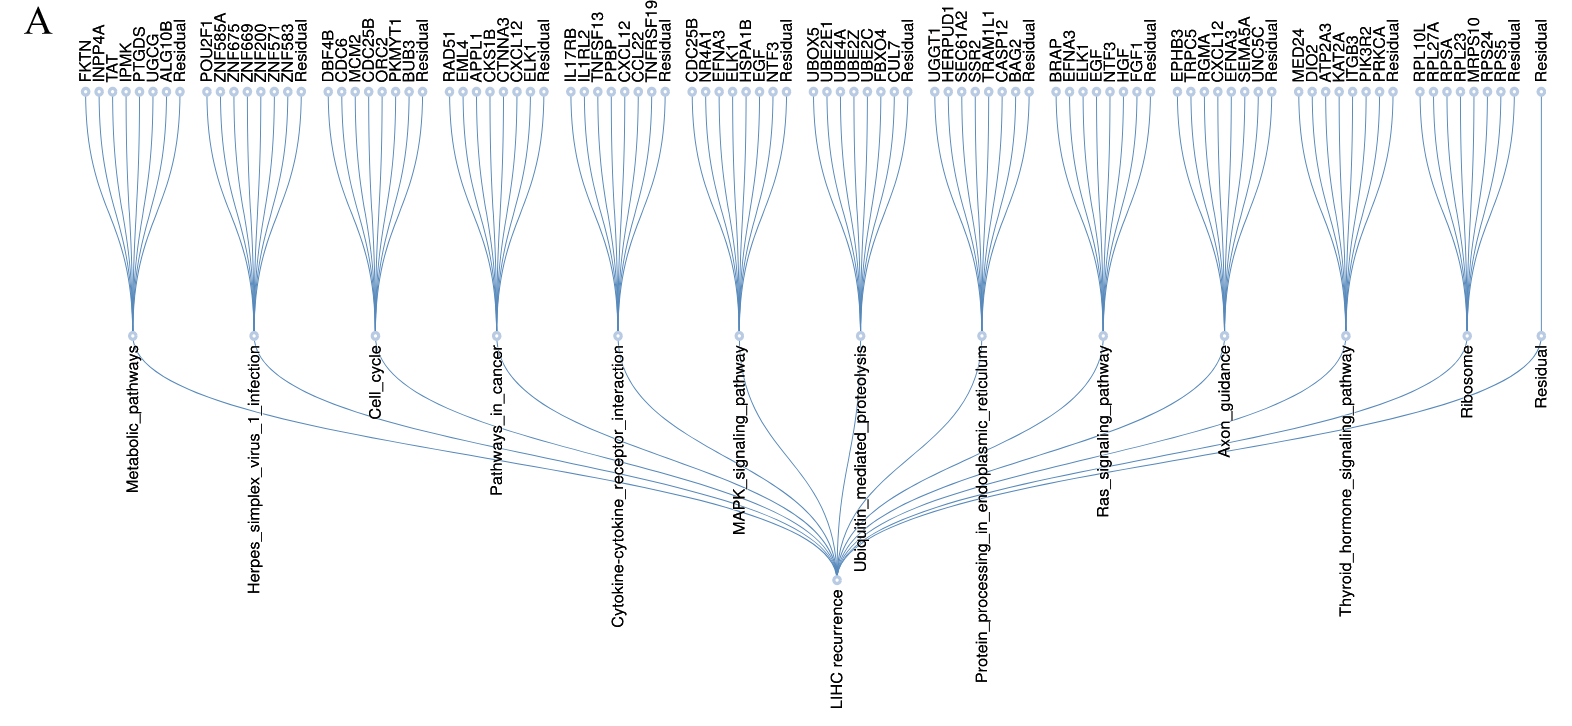 A
FKTN
INPP4A
TAT
IPMK
PTGDS
UGCG
ALG10B
Residual
POU2F1
ZNF585A
ZNF675
ZNF669
ZNF200
ZNF571
ZNF583
Residual
DBF4B
CDC6
MCM2
CDC25B
ORC2
PKMYT1
BUB3
Residual
RAD51
EML4
APPL1
CKS1B
CTNNA3
CXCL12
ELK1
Residual
IL17RB
IL1RL2
TNFSF13
PPBP
CXCL12
CCL22
TNFRSF19
Residual
CDC25B
NR4A1
EFNA3
ELK1
HSPA1B
EGF
NTF3
Residual
UBOX5
UBE2E1
UBE4A
UBE2Z
UBE2C
FBXO4
CUL7
Residual
UGGT1
HERPUD1
SEC61A2
SSR2
TRAM1L1
CASP12
BAG2
Residual
BRAP
EFNA3
ELK1
EGF
NTF3
HGF
FGF1
Residual
EPHB3
TRPC5
RGMA
CXCL12
EFNA3
SEMA5A
UNC5C
Residual
MED24
DIO2
ATP2A3
KAT2A
ITGB3
PIK3R2
PRKCA
Residual
RPL10L
RPL27A
RPSA
RPL23
MRPS10
RPS24
RPS5
Residual
Residual
Metabolic_pathways
Herpes_simplex_virus_1_infection
Cell_cycle
Pathways_in_cancer
Cytokine-cytokine_receptor_interaction
MAPK_signaling_pathway
Ubiquitin_mediated_proteolysis
Protein_processing_in_endoplasmic_reticulum
Ras_signaling_pathway
Axon_guidance
Thyroid_hormone_signaling_pathway
Ribosome
Residual
LIHC recurrence